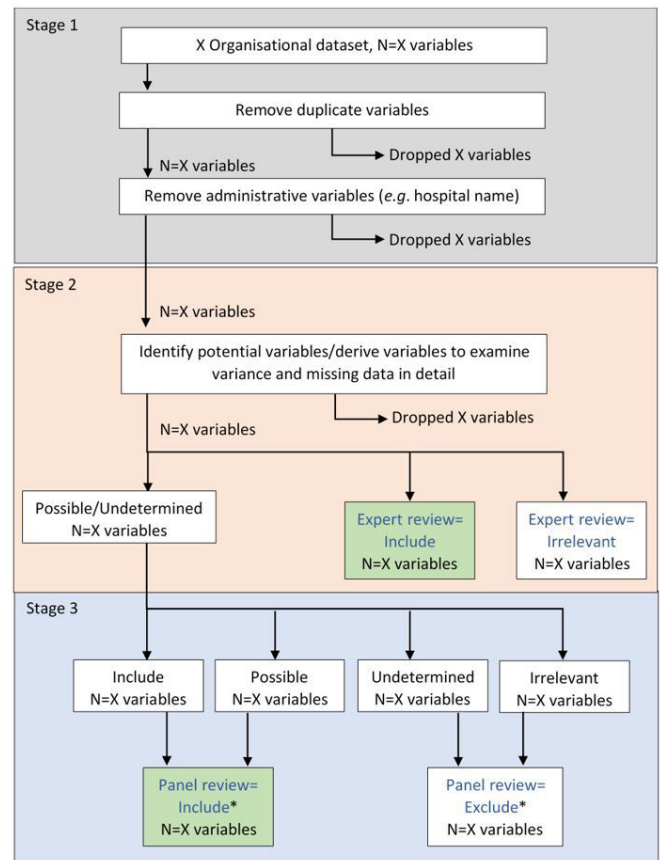 Stage 1
X Organisational dataset, N=X variables
Remove duplicate variables
N=X variables
Dropped X variables
Remove administrative variables (e.g. hospital name)
Dropped X variables
Stage 2
N=X variables
Identify potential variables/derive variables to examine
variance and missing data in detail
N=X variables
Dropped X variables
Possible/Undetermined
N=X variables
Expert review=
Include
N=X variables
Expert review=
Irrelevant
N=X variables
Stage 3
Include
N=X variables
Possible
N=X variables
Undetermined
N=X variables
Irrelevant
N=X variables
Panel review=
Include*
N=X variables
Panel review=
Exclude*
N=X variables